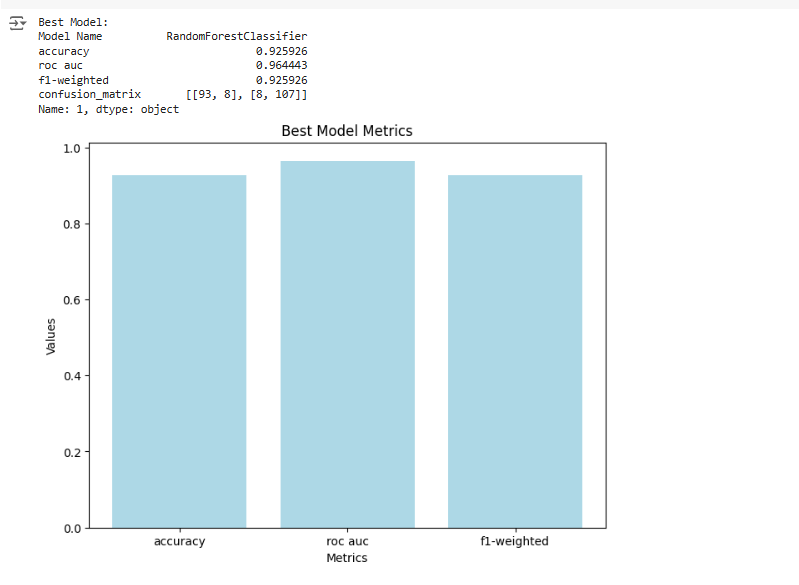 Best Model:
Model Name RandomForestClassifier
accuracy 0.925926
roc auc 0.964443
f1-weighted 0.925926
confusion_matrix [[93, 8], [8, 107]]
Name: 1, dtype: object
Best Model Metrics
1.0
0.8
0.6
0.4
0.2
0.0
Values
accuracy roc auc f1-weighted
Metrics